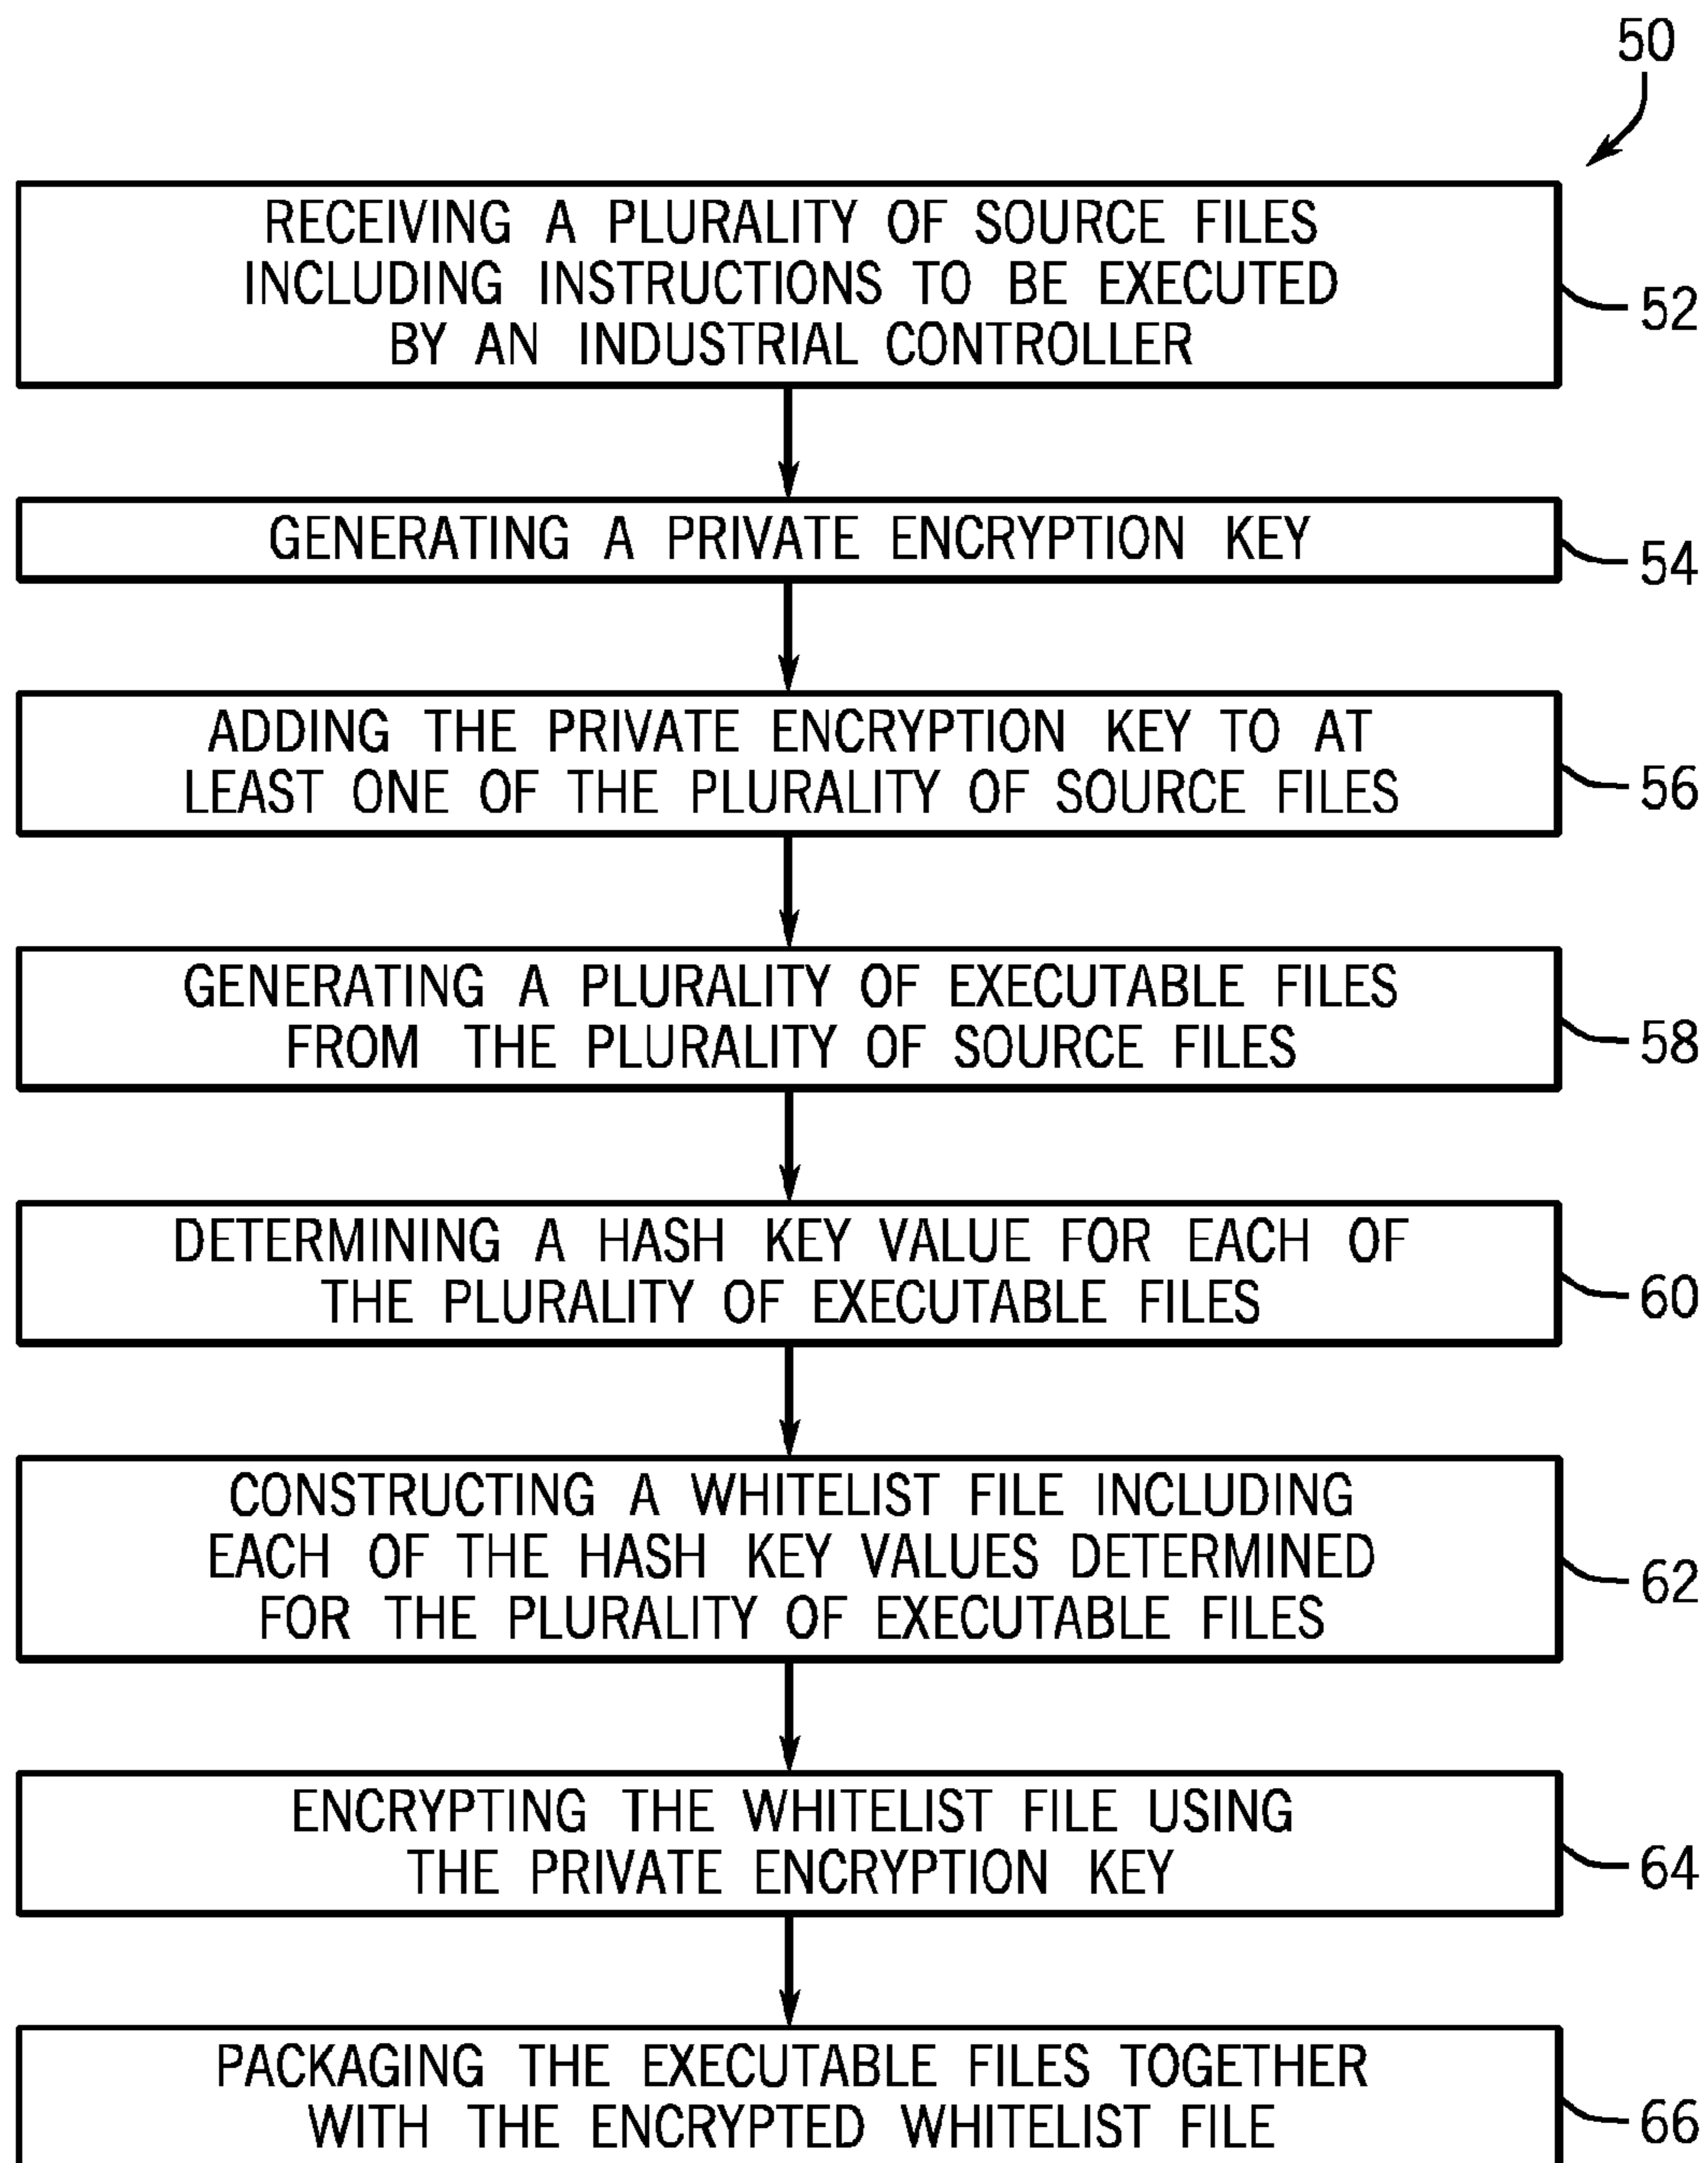 50
RECEIVING A PLURALITY OF SOURCE FILES
INCLUDING INSTRUCTIONS TO BE EXECUTED
BY AN INDUSTRIAL CONTROLLER
52
GENERATING A PRIVATE ENCRYPTION KEY
54
ADDING THE PRIVATE ENCRYPTION KEY TO AT
LEAST ONE OF THE PLURALITY OF SOURCE FILES
56
GENERATING A PLURALITY OF EXECUTABLE FILES
FROM THE PLURALITY OF SOURCE FILES
58
DETERMINING A HASH KEY VALUE FOR EACH OF
THE PLURALITY OF EXECUTABLE FILES
60
CONSTRUCTING A WHITELIST FILE INCLUDING
EACH OF THE HASH KEY VALUES DETERMINED
FOR THE PLURALITY OF EXECUTABLE FILES
62
ENCRYPTING THE WHITELIST FILE USING
THE PRIVATE ENCRYPTION KEY
64
PACKAGING THE EXECUTABLE FILES TOGETHER
WITH THE ENCRYPTED WHITELIST FILE
66